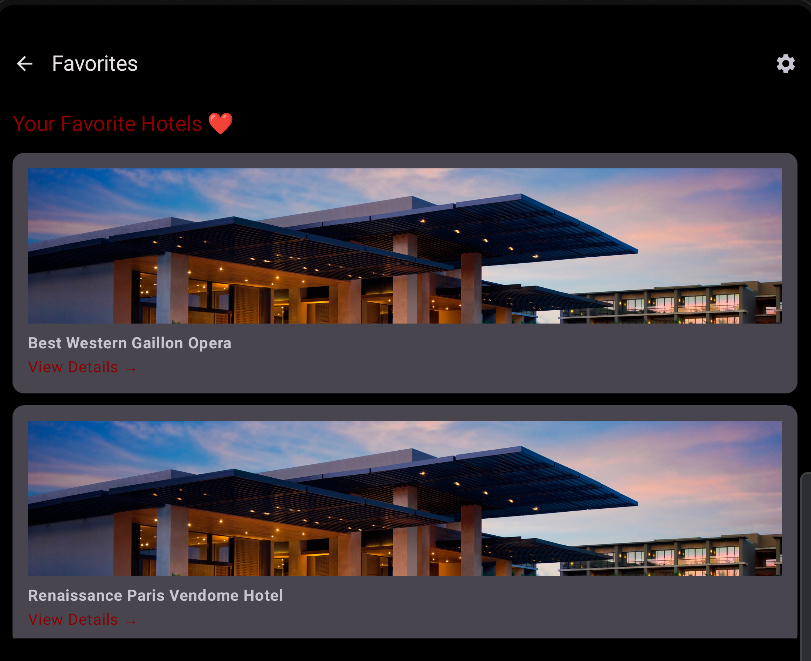 ← Favorites
Your Favorite Hotels ❤️
Best Western Gaillon Opera
View Details →
Renaissance Paris Vendome Hotel
View Details →